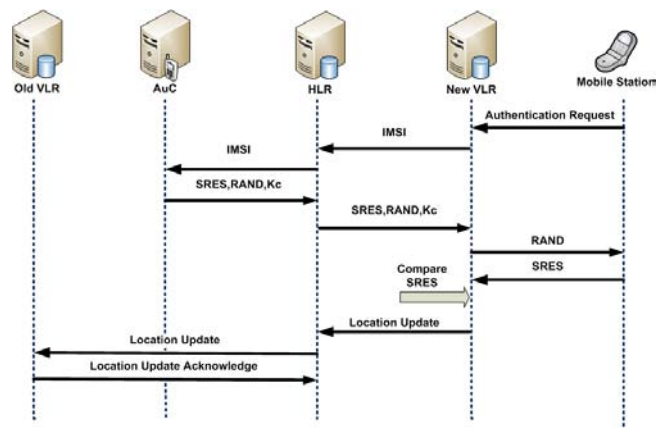 Old VLR
AuC
HLR
New VLR
Mobile Station
Authentication Request
IMSI
IMSI
SRES,RAND,Kc
SRES,RAND,Kc
RAND
SRES
Compare
SRES
Location Update
Location Update
Location Update Acknowledge